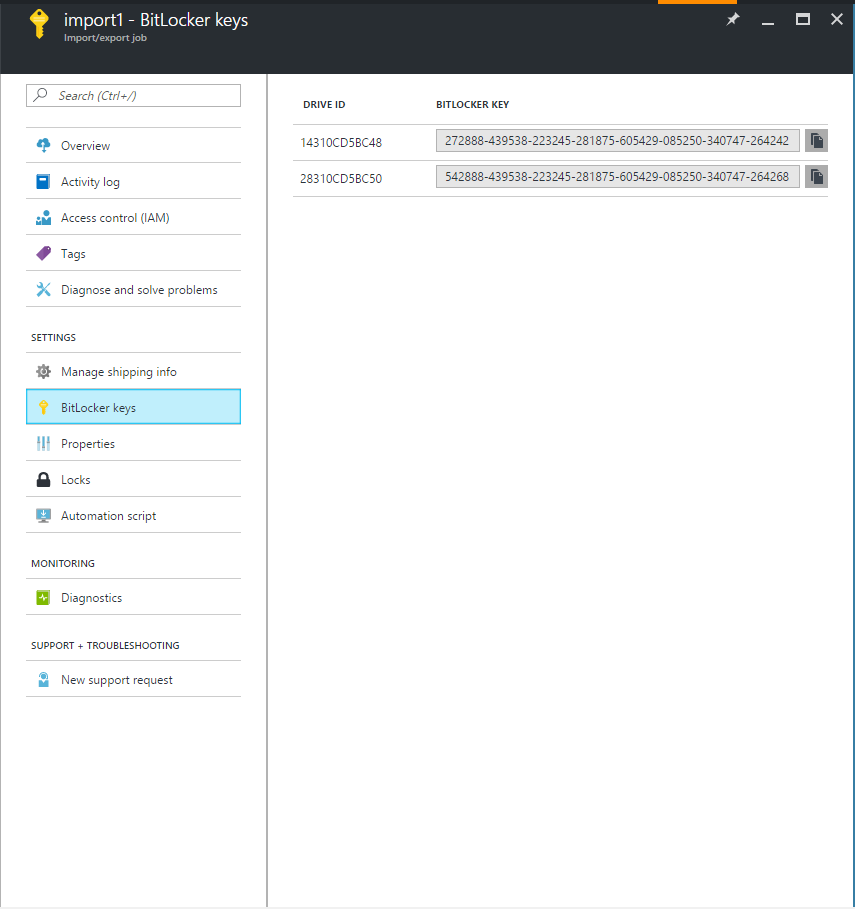 import1 - BitLocker keys
Import/export job
Search (Ctrl+/)
Overview
Activity log
Access control (IAM)
Tags
Diagnose and solve problems
SETTINGS
Manage shipping info
BitLocker keys
Properties
Locks
Automation script
MONITORING
Diagnostics
SUPPORT + TROUBLESHOOTING
New support request
DRIVE ID BITLOCKER KEY
14310CD5BC48 272888-439538-223245-281875-605429-085250-340747-264242
28310CD5BC50 542888-439538-223245-281875-605429-085250-340747-264268